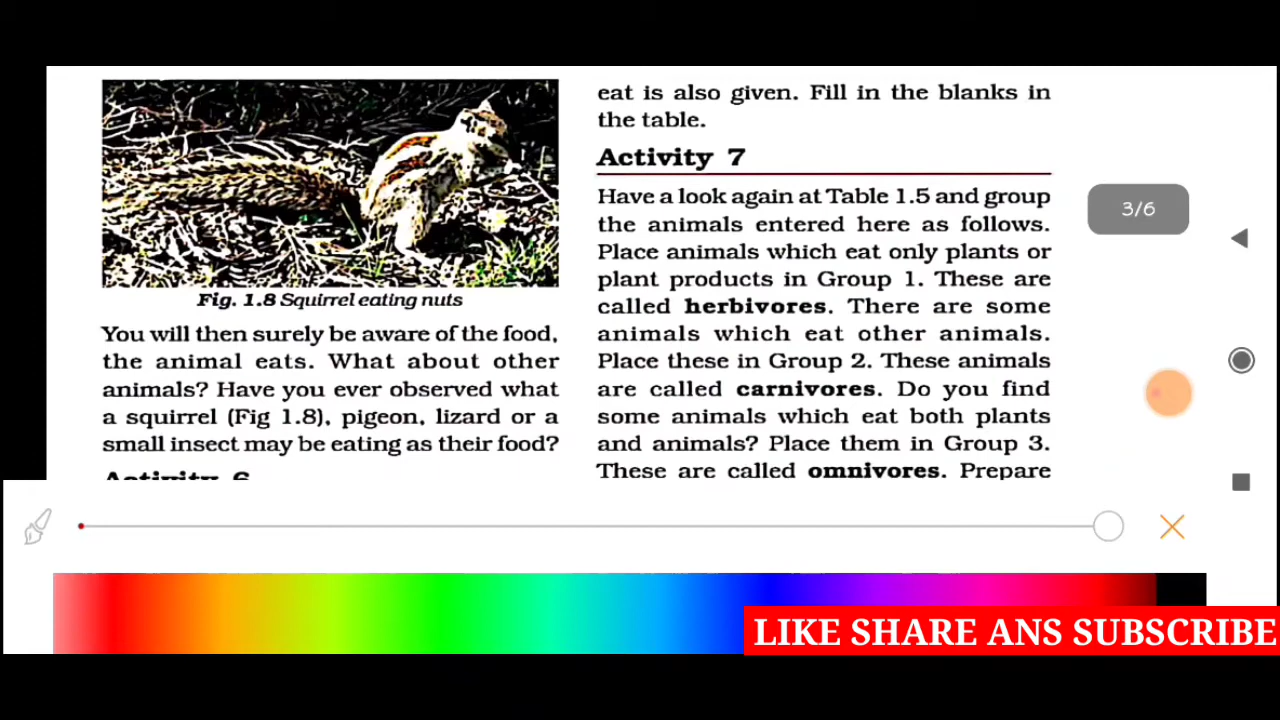 Fig. 1.8 Squirrel eating nuts
You will then surely be aware of the food,
the animal eats. What about other
animals? Have you ever observed what
a squirrel (Fig 1.8), pigeon, lizard or a
small insect may be eating as their food?
Activity 6
eat is also given. Fill in the blanks in
the table.
Activity 7
Have a look again at Table 1.5 and group
the animals entered here as follows.
Place animals which eat only plants or
plant products in Group 1. These are
called herbivores. There are some
animals which eat other animals.
Place these in Group 2. These animals
are called carnivores. Do you find
some animals which eat both plants
and animals? Place them in Group 3.
These are called omnivores. Prepare
3/6
LIKE SHARE ANS SUBSCRIBE